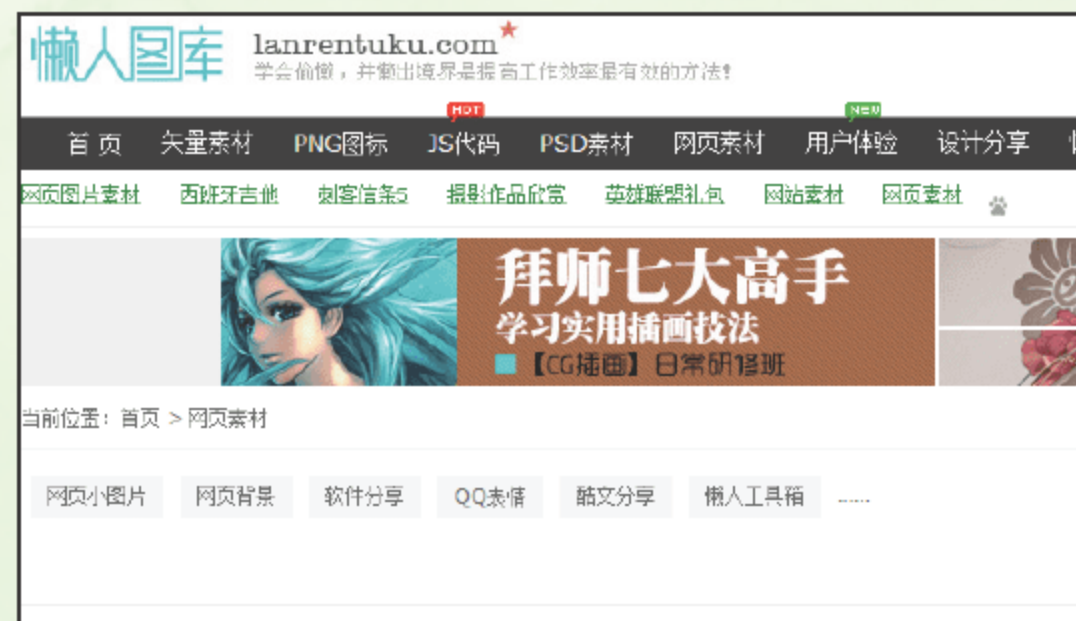 懒人图库
lanrentuku.com
学会偷懒，并懒出境界是提高工作效率最有效的方法！
HOT NEW
首 页 矢量素材 PNG图标 JS代码 PSD素材 网页素材 用户体验 设计分享
网页图片素材 西班牙吉他 刺客信条5 摄影作品欣赏 英雄联盟礼包 网站素材 网页素材
拜师七大高手
学习实用插画技法
【CG插画】日常研修班
当前位置：首页 > 网页素材
网页小图片 网页背景 软件分享 QQ表情 酷文分享 懒人工具箱 ......